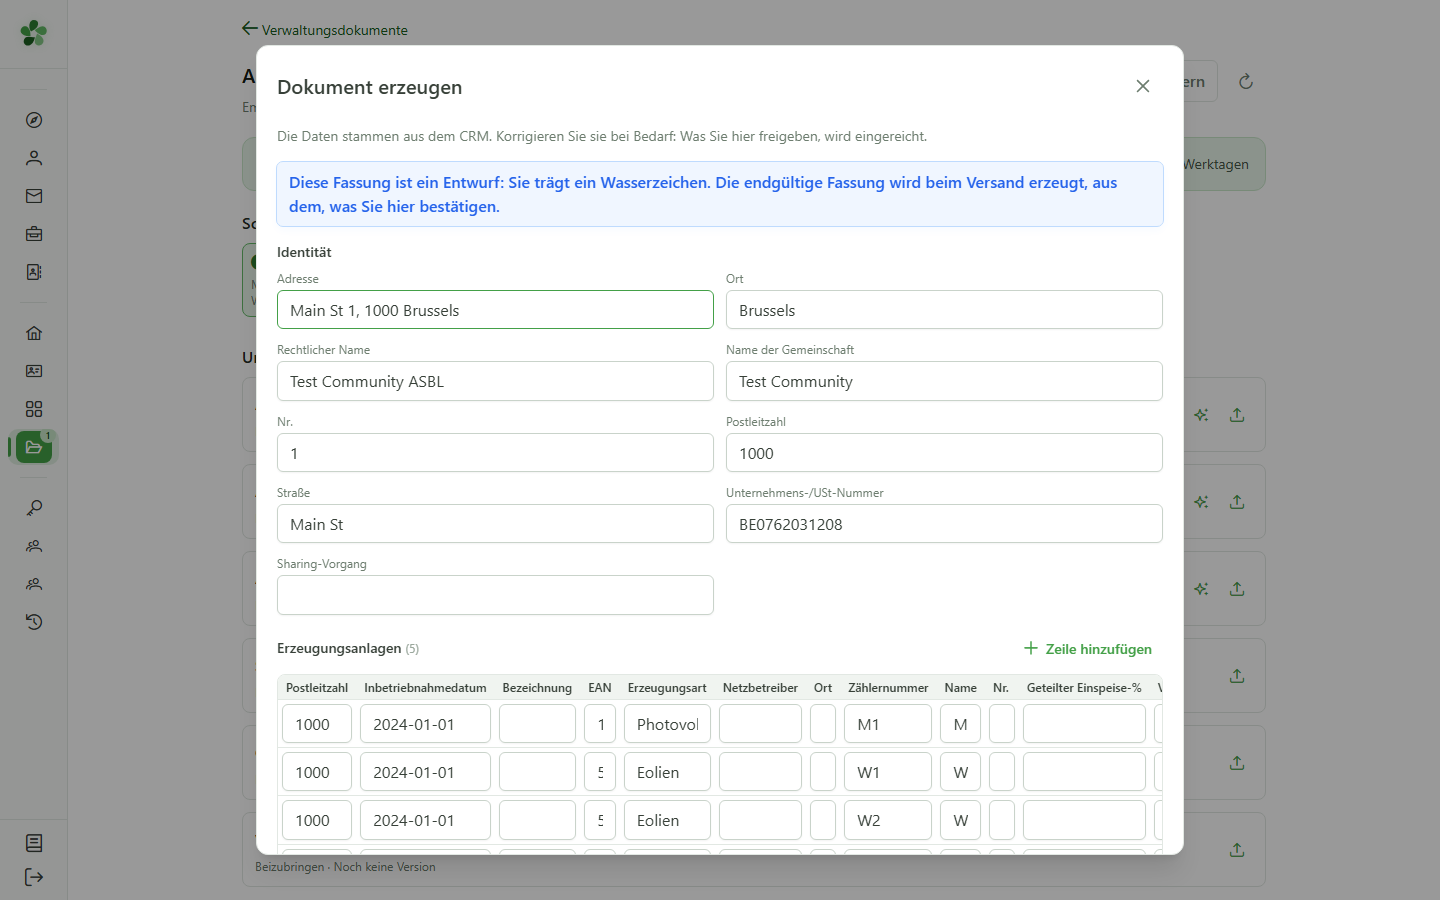 Verwaltungsdokumente
Dokument erzeugen
ern
Die Daten stammen aus dem CRM. Korrigieren Sie sie bei Bedarf: Was Sie hier freigeben, wird eingereicht.
Werktagen
Diese Fassung ist ein Entwurf: Sie trägt ein Wasserzeichen. Die endgültige Fassung wird beim Versand erzeugt, aus
dem, was Sie hier bestätigen.
Identität
Adresse Ort
Main St 1, 1000 Brussels Brussels
Rechtlicher Name Name der Gemeinschaft
Test Community ASBL Test Community
Nr. Postleitzahl
1 1000
1
Straße Unternehmens-/USt-Nummer
Main St BE0762031208
Sharing-Vorgang
Erzeugungsanlagen (5) Zeile hinzufügen
Postleitzahl Inbetriebnahmedatum Bezeichnung EAN Erzeugungsart Netzbetreiber Ort Zählernummer Name Nr. Geteilter Einspeise-%
1000 2024-01-01 1 Photovol M1 M
1000 2024-01-01 5 Eolien W1 W
1000 2024-01-01 5 Eolien W2 W
Beizubringen · Noch keine Version